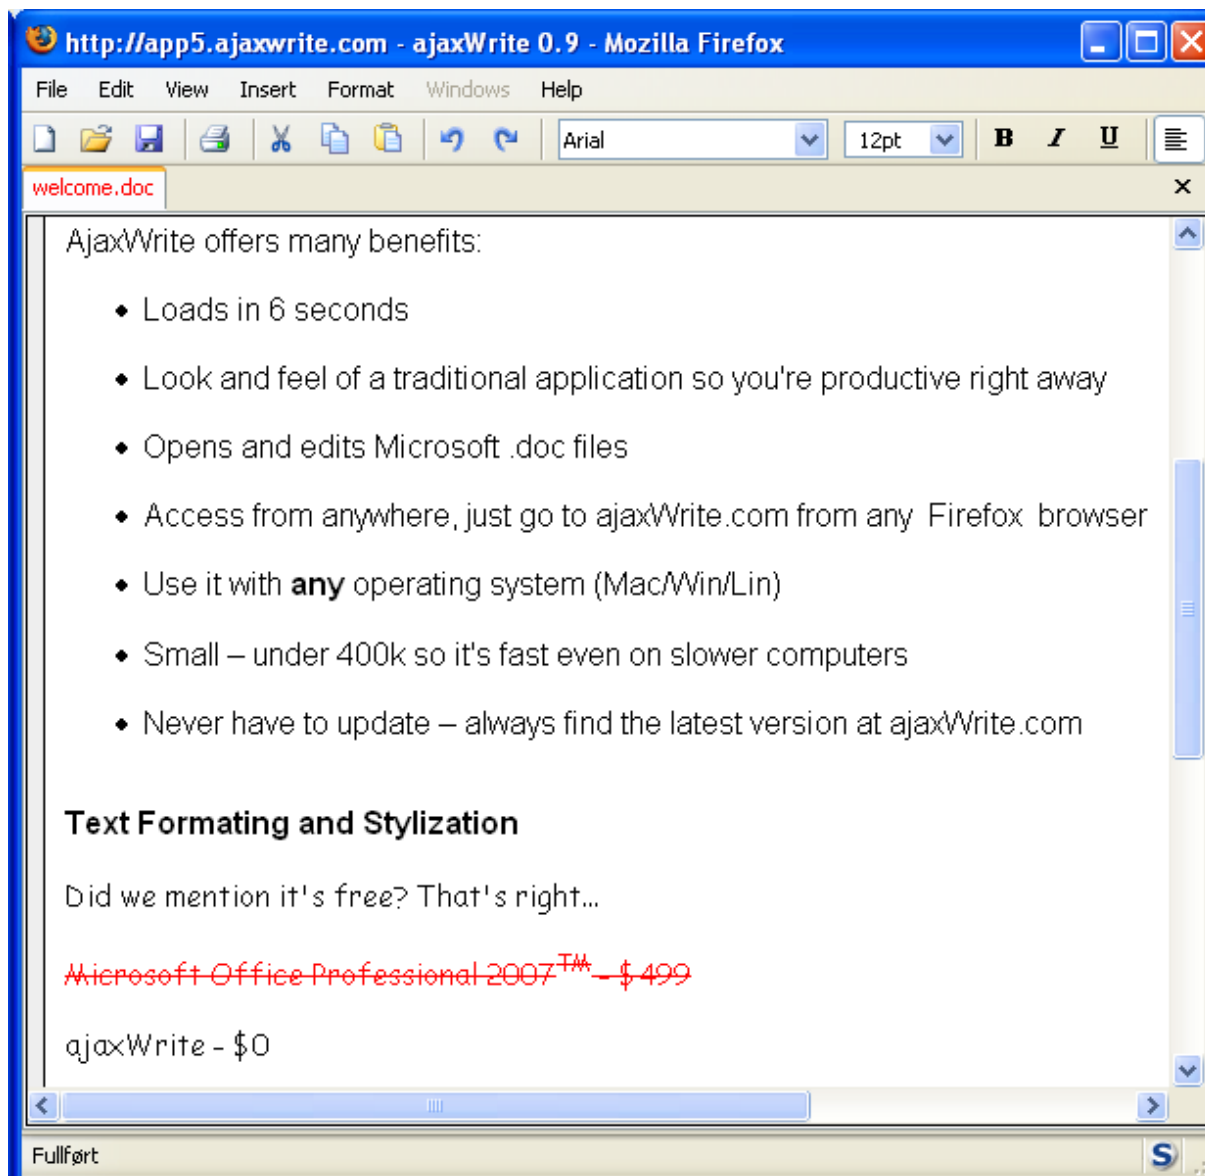 http://app5.ajaxwrite.com - ajaxWrite 0.9 - Mozilla Firefox
File Edit View Insert Format Windows Help
Arial 12pt B I U
welcome.doc
AjaxWrite offers many benefits:
• Loads in 6 seconds
• Look and feel of a traditional application so you're productive right away
• Opens and edits Microsoft .doc files
• Access from anywhere, just go to ajaxWrite.com from any Firefox browser
• Use it with any operating system (Mac/Win/Lin)
• Small – under 400k so it's fast even on slower computers
• Never have to update – always find the latest version at ajaxWrite.com
Text Formating and Stylization
Did we mention it's free? That's right...
Microsoft Office Professional 2007TM - $499
ajaxWrite - $0
Fullført S